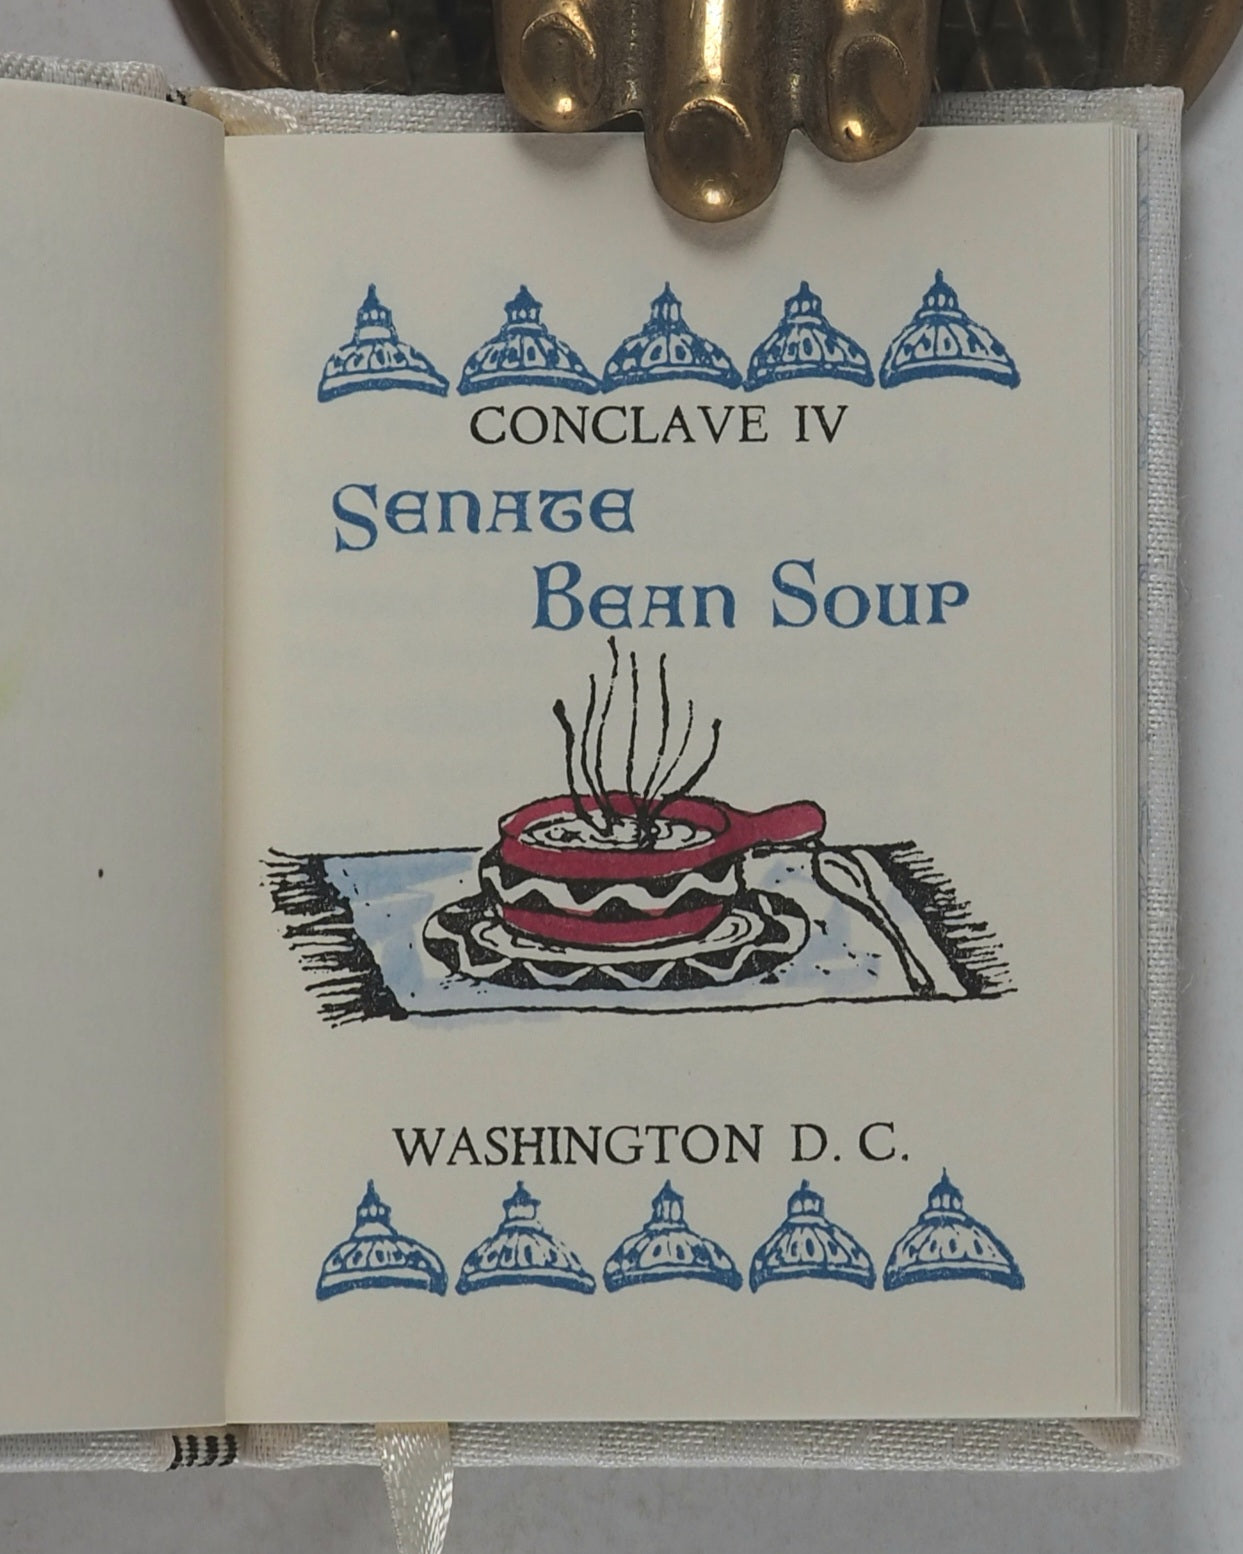 CONCLAVE IV
Senate
Bean Soup
WASHINGTON D. C.